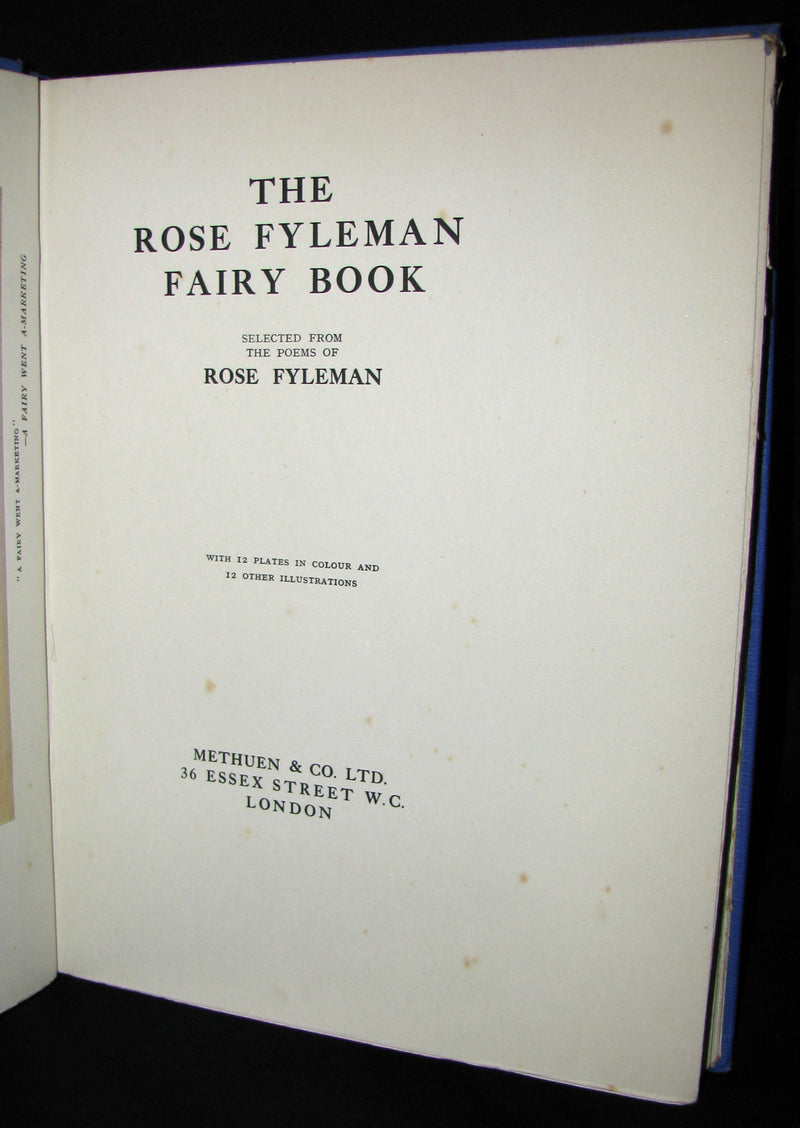 "A FAIRY WENT A-MARKETING"
—A FAIRY WENT A-MARKETING
THE
ROSE FYLEMAN
FAIRY BOOK
SELECTED FROM
THE POEMS OF
ROSE FYLEMAN
WITH 12 PLATES IN COLOUR AND
12 OTHER ILLUSTRATIONS
METHUEN & CO. LTD.
36 ESSEX STREET W.C.
LONDON